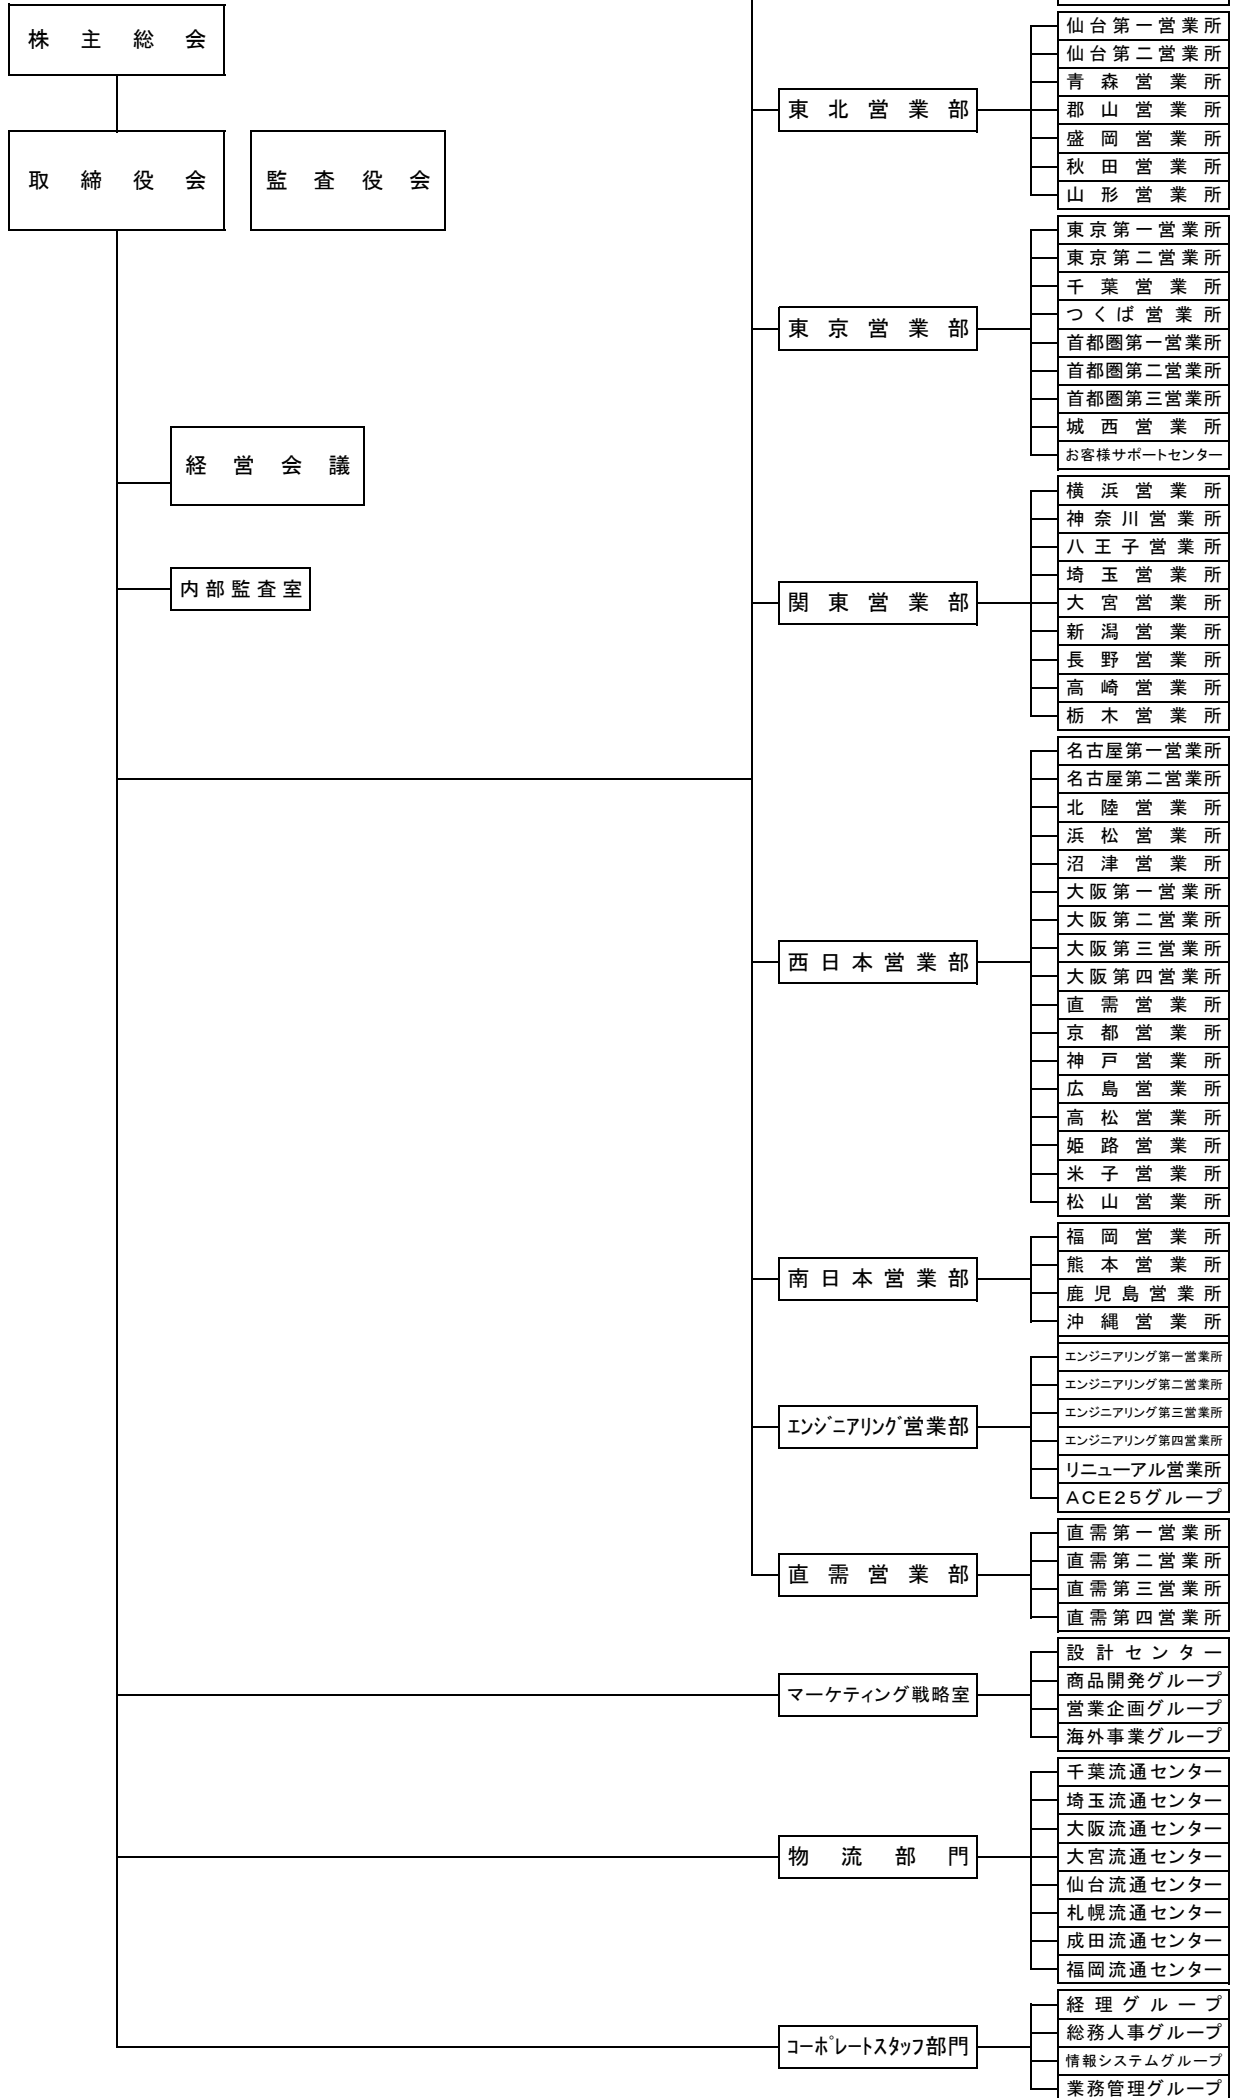 株主総会
取締役会
監査役会
経営会議
内部監査室
東北営業部
仙台第一営業所
仙台第二営業所
青森営業所
郡山営業所
盛岡営業所
秋田営業所
山形営業所
東京営業部
東京第一営業所
東京第二営業所
千葉営業所
つくば営業所
首都圏第一営業所
首都圏第二営業所
首都圏第三営業所
城西営業所
お客様サポートセンター
関東営業部
横浜営業所
神奈川営業所
八王子営業所
埼玉営業所
大宮営業所
新潟営業所
長野営業所
高崎営業所
栃木営業所
西日本営業部
名古屋第一営業所
名古屋第二営業所
北陸営業所
浜松営業所
沼津営業所
大阪第一営業所
大阪第二営業所
大阪第三営業所
大阪第四営業所
直需営業所
京都営業所
神戸営業所
広島営業所
高松営業所
姫路営業所
米子営業所
松山営業所
南日本営業部
福岡営業所
熊本営業所
鹿児島営業所
沖縄営業所
エンジニアリング営業部
エンジニアリング第一営業所
エンジニアリング第二営業所
エンジニアリング第三営業所
エンジニアリング第四営業所
リニューアル営業所
ACE25グループ
直需営業部
直需第一営業所
直需第二営業所
直需第三営業所
直需第四営業所
マーケティング戦略室
設計センター
商品開発グループ
営業企画グループ
海外事業グループ
物流部門
千葉流通センター
埼玉流通センター
大阪流通センター
大宮流通センター
仙台流通センター
札幌流通センター
成田流通センター
福岡流通センター
コーポレートスタッフ部門
経理グループ
総務人事グループ
情報システムグループ
業務管理グループ